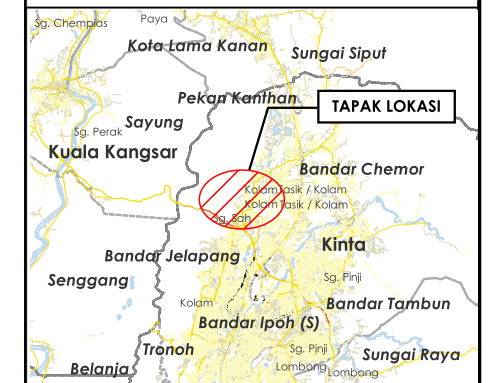 Sg. Chempias
Paya
Kota Lama Kanan
Sungai Siput
Pekan Kanthan
TAPAK LOKASI
Sayung
Sg. Perak
Kuala Kangsar
Bandar Chemor
Kolam Tasik / Kolam
Kolam Tasik / Kolam
Sg. Sah
Kinta
Bandar Jelapang
Senggang
Sg. Pinji
Kolam
Bandar Tambun
Bandar Ipoh (S)
Tronoh
Sg. Pinji
Sungai Raya
Belanja
Lombong
Lombong